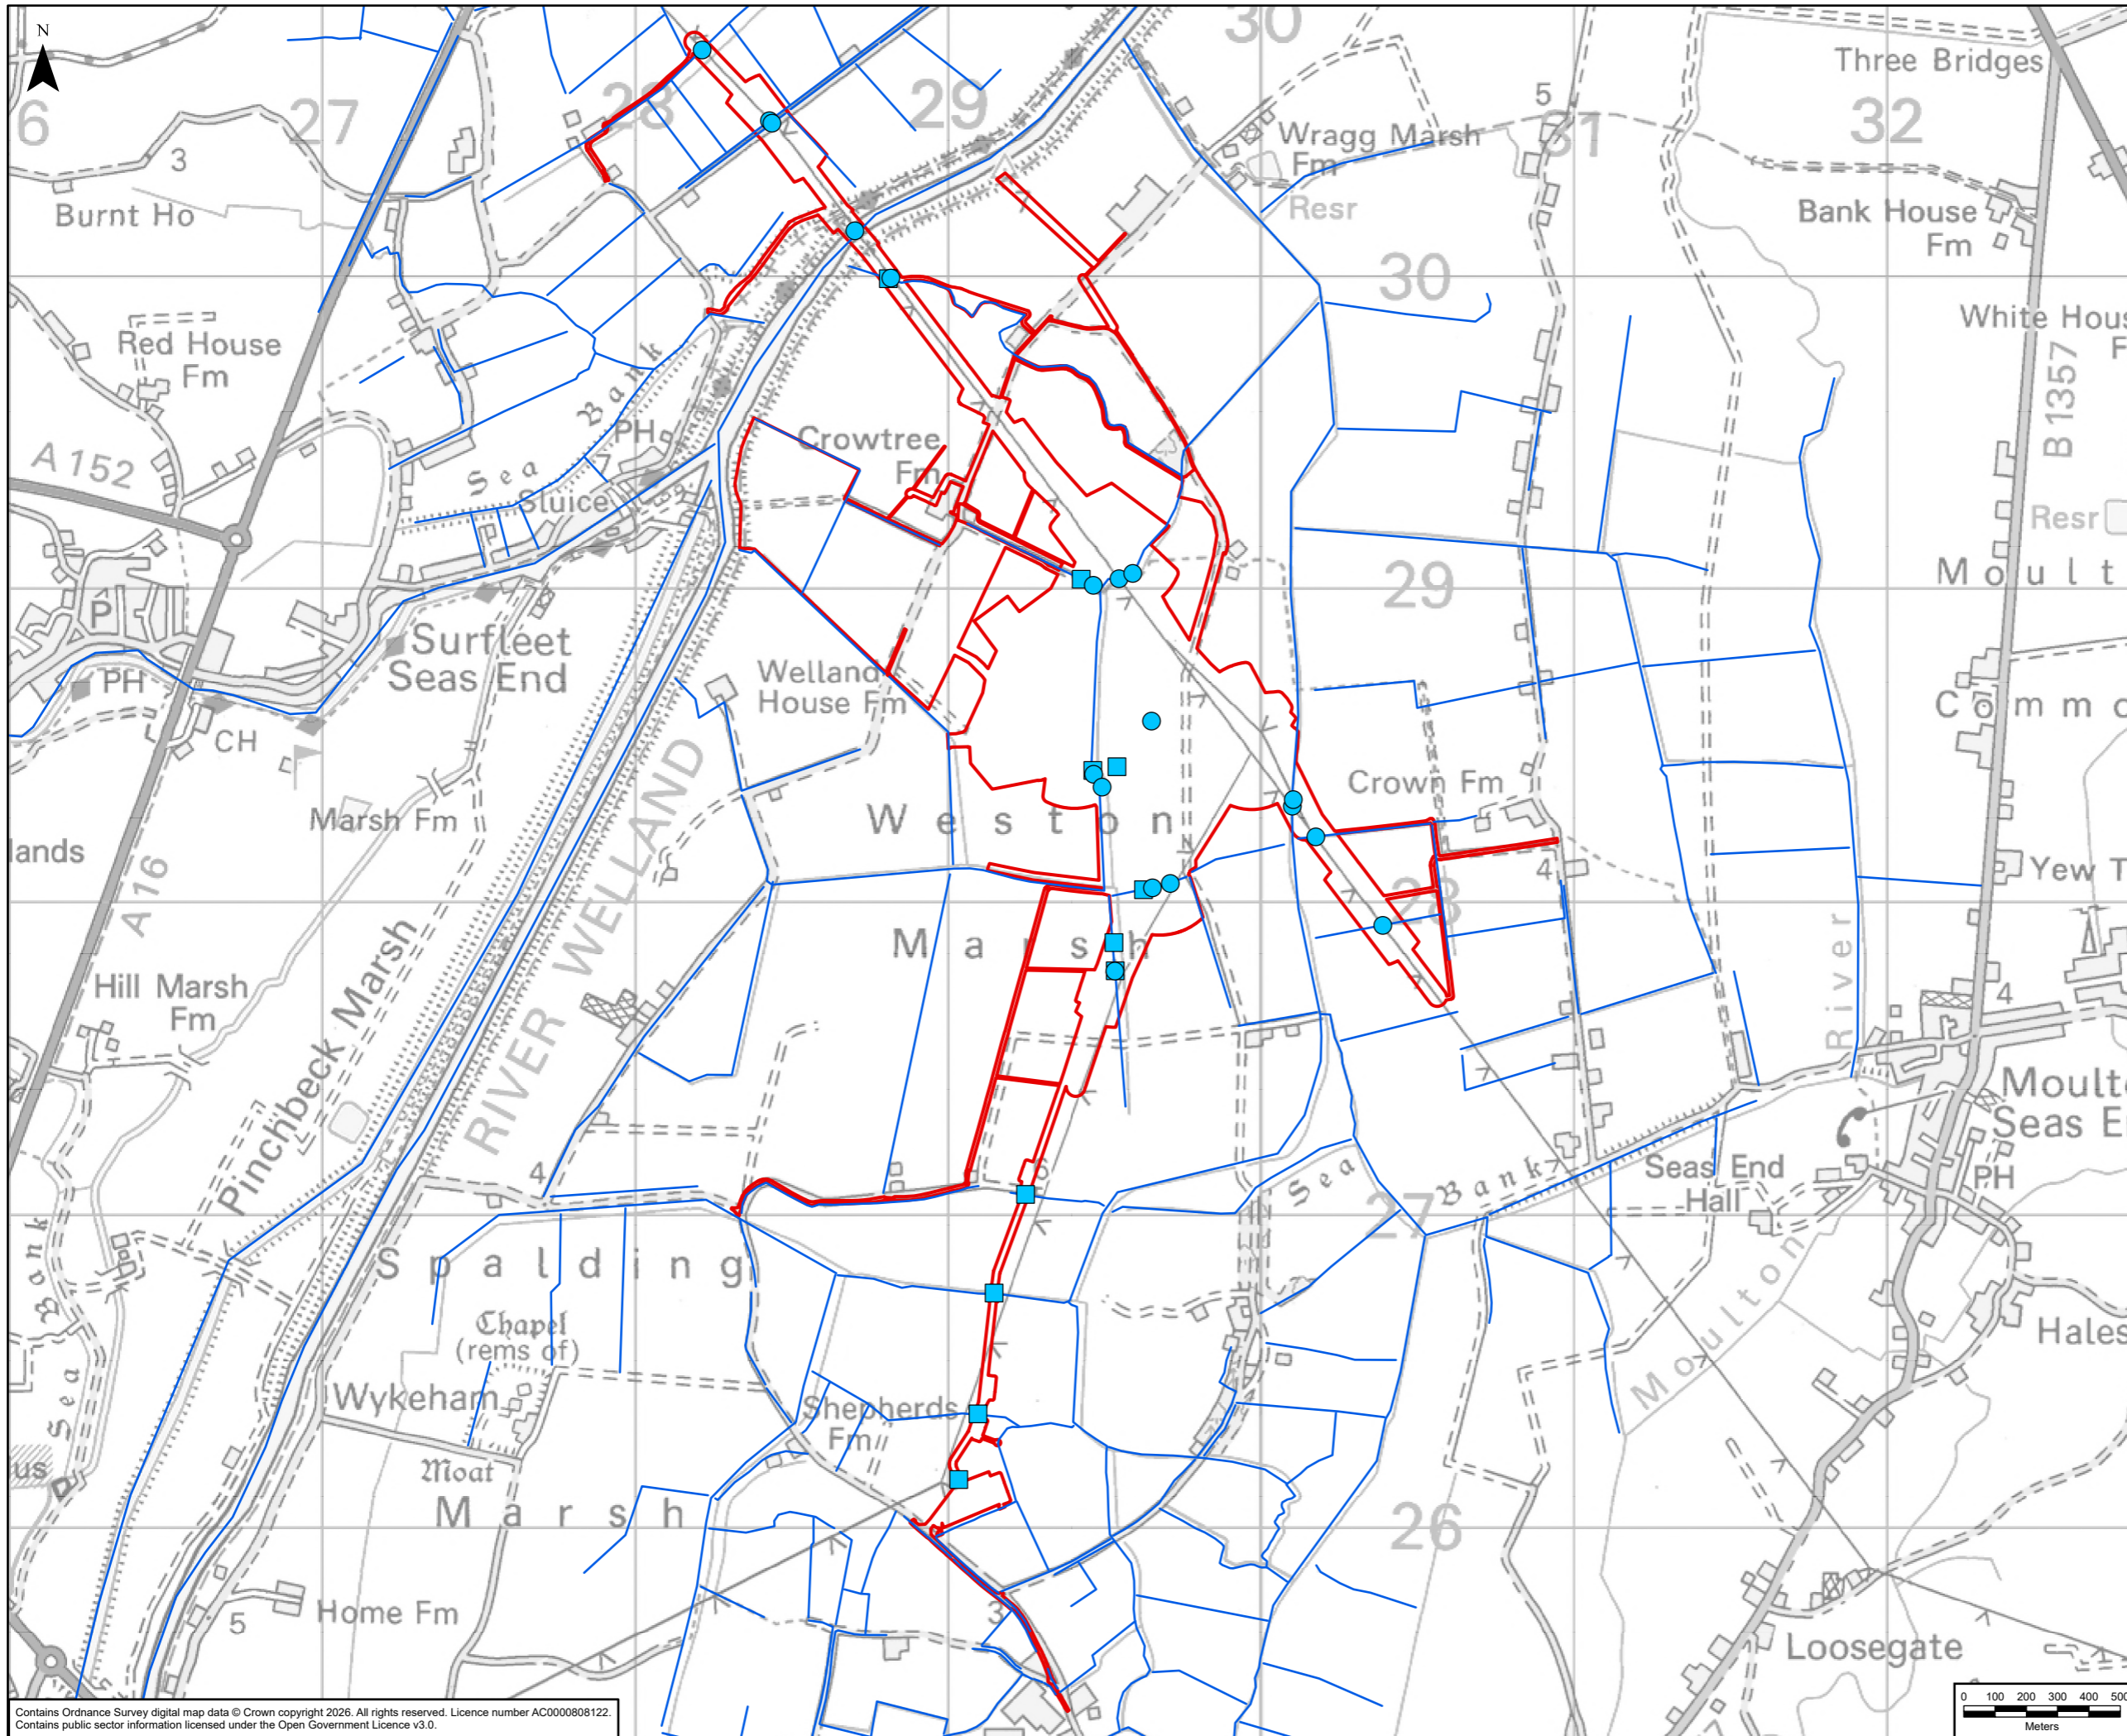 N
30
Three Bridges
6
27
28
29
5
31
32
Wragg Marsh
Fm
3
Burnt Ho
Resr
Bank House
Fm
30
White Hous
F
Red House
Fm
Sea Bank
PH
B 1357
A 152
Crowtree
Fm
Sluice
Resr
Moult
29
P
Surfleet
Seas End
PH
CH
Welland
House Fm
Commo
Marsh Fm
Crown Fm
Weston
lands
A 16
4
Yew T
28
Marsh
River
Hill Marsh
Fm
Pinchbeck Marsh
RIVER WELLAND
4
Moult
Seas E
4
6
Sea Bank
Seas End
Hall
PH
27
Spalding
Sea Bank
Chapel
(rems of)
Moulton
Hales
Wykeham
Shepherds
Fm
us
Moat
Marsh
26
Home Fm
5
3
Loosegate
Contains Ordnance Survey digital map data © Crown copyright 2026. All rights reserved. Licence number AC0000808122.
Contains public sector information licensed under the Open Government Licence v3.0.
0 100 200 300 400 500
Meters